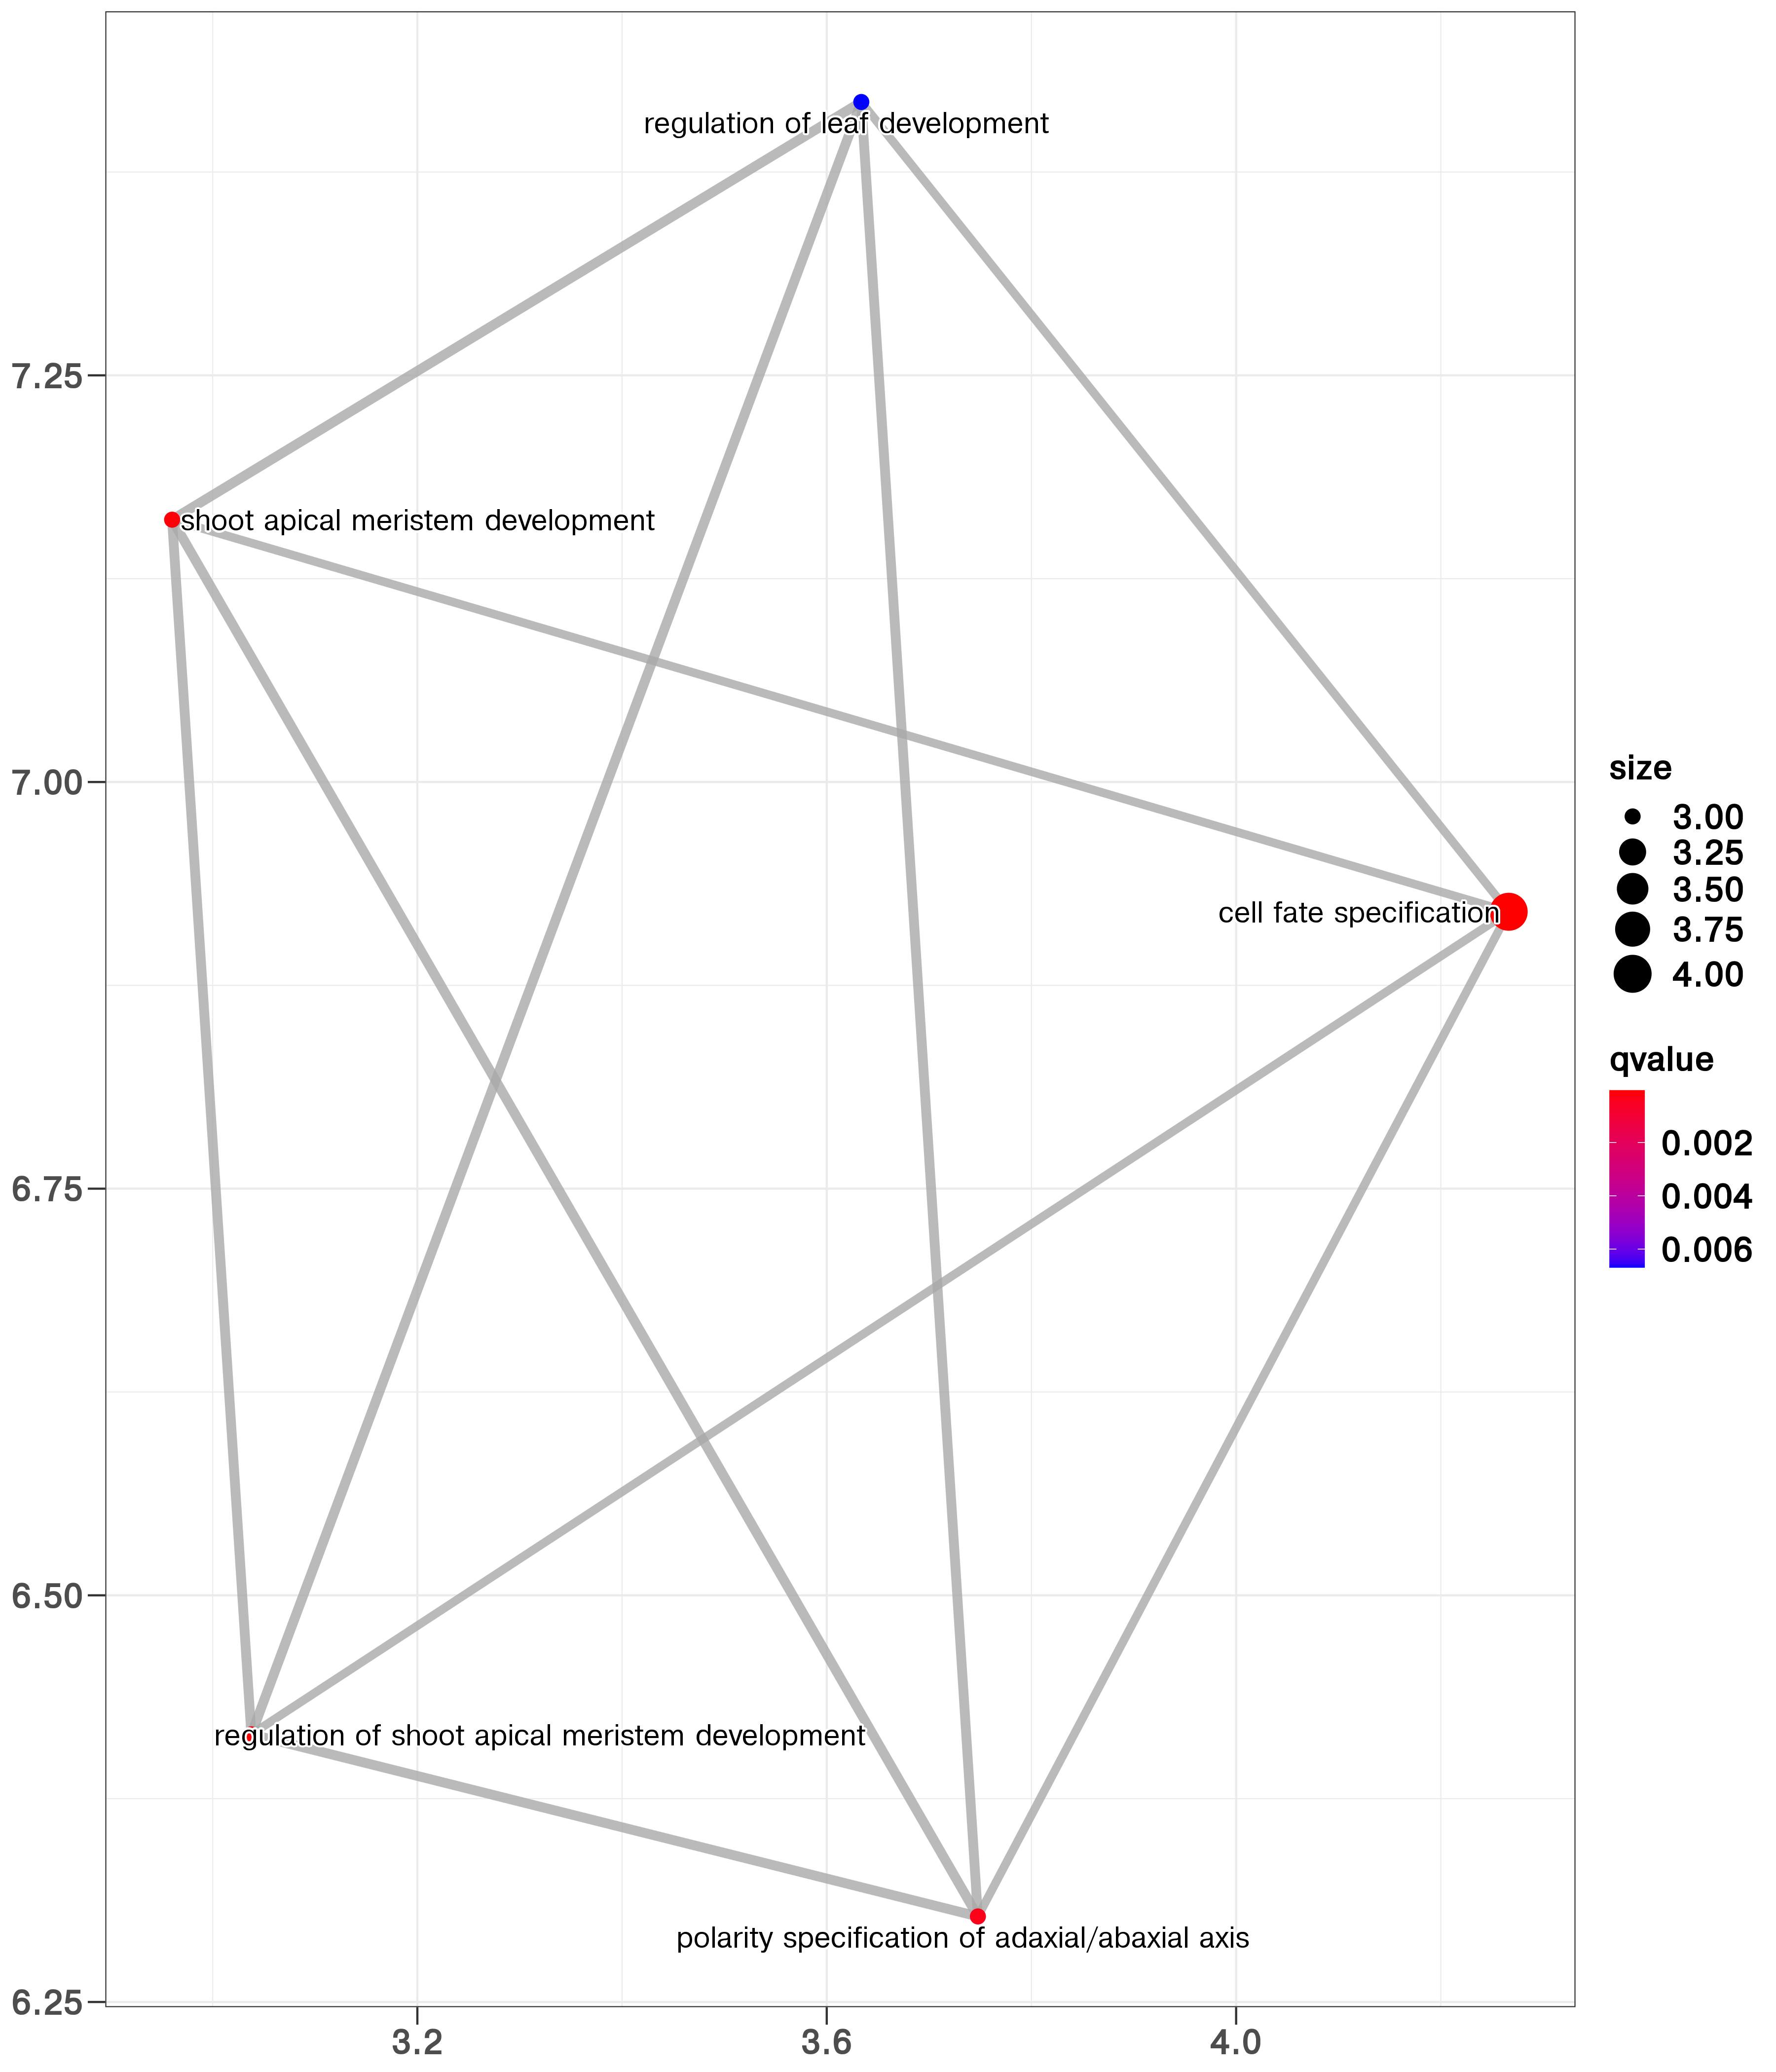 regulation of leaf development
7.25
shoot apical meristem development
7.00
cell fate specification
6.75
6.50
regulation of shoot apical meristem development
polarity specification of adaxial/abaxial axis
6.25
3.2
3.6
4.0
size
3.00
3.25
3.50
3.75
4.00
qvalue
0.002
0.004
0.006